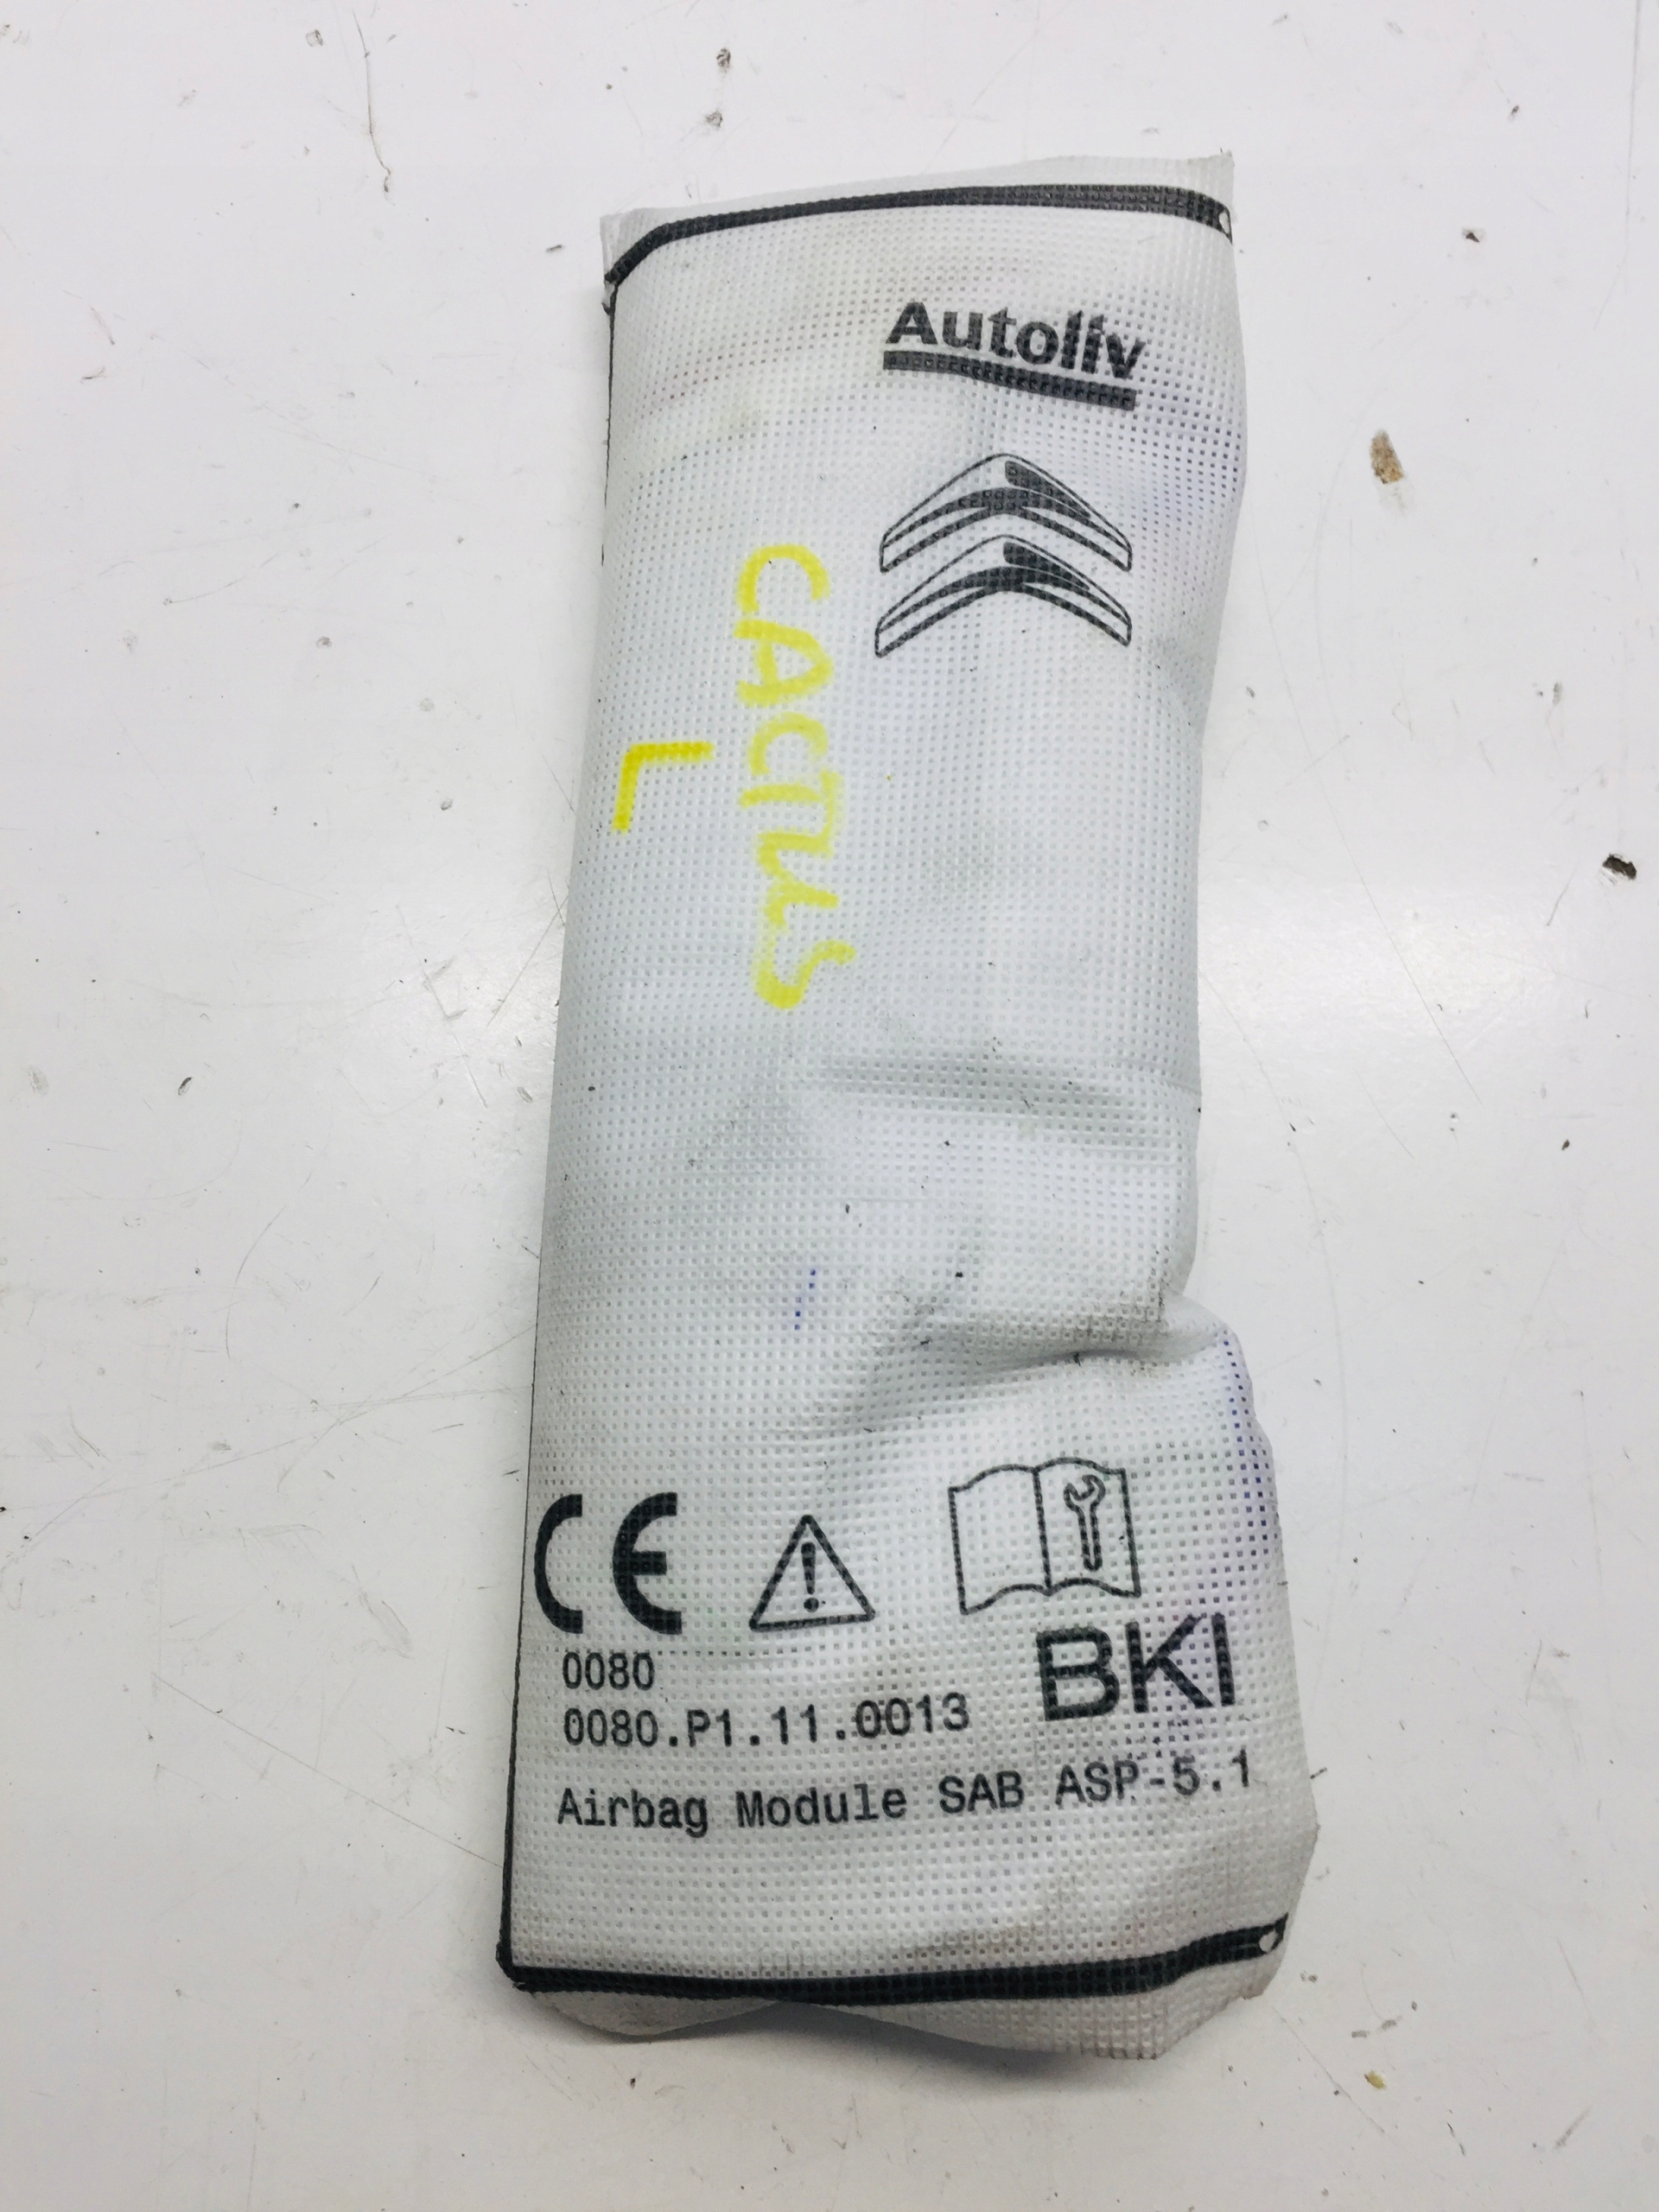 Autoliv
CACTUS
L
CE
0080
0080.P1.11.0013
BKI
Airbag Module SAB ASP-5.1